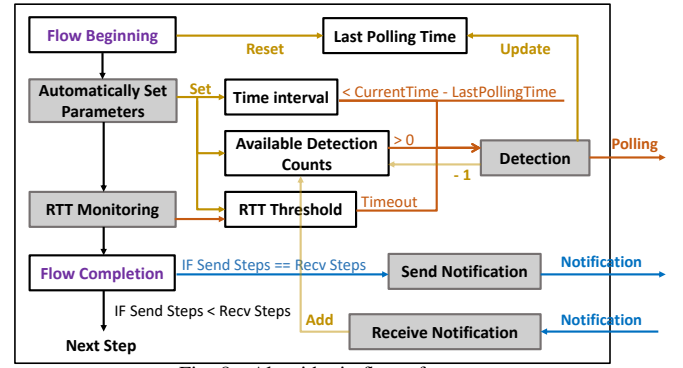 Flow Beginning
Reset
Last Polling Time
Update
Automatically Set
Parameters
Set
Time interval
< CurrentTime - LastPollingTime
Available Detection
Counts
> 0
- 1
Detection
Polling
RTT Monitoring
RTT Threshold
Timeout
Flow Completion
IF Send Steps == Recv Steps
Send Notification
Notification
IF Send Steps < Recv Steps
Add
Receive Notification
Notification
Next Step